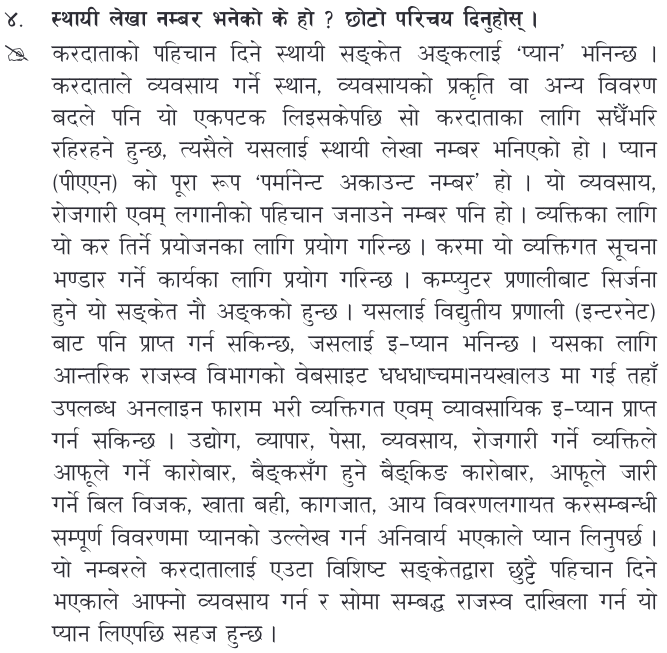 ४. स्थायी लेखा नम्बर भनेको के हो ? छोटो परिचय दिनुहोस् ।
करदाताको पहिचान दिने स्थायी सङ्केत अङ्कलाई 'प्यान' भनिन्छ ।
करदाताले व्यवसाय गर्ने स्थान, व्यवसायको प्रकृति वा अन्य विवरण
बदले पनि यो एकपटक लिइसकेपछि सो करदाताका लागि सधैँभरि
रहिरहने हुन्छ, त्यसैले यसलाई स्थायी लेखा नम्बर भनिएको हो । प्यान
(पीएएन) को पूरा रूप 'पर्मानेन्ट अकाउन्ट नम्बर' हो । यो व्यवसाय,
रोजगारी एवम् लगानीको पहिचान जनाउने नम्बर पनि हो । व्यक्तिका लागि
यो कर तिर्ने प्रयोजनका लागि प्रयोग गरिन्छ । करमा यो व्यक्तिगत सूचना
भण्डार गर्ने कार्यका लागि प्रयोग गरिन्छ । कम्प्युटर प्रणालीबाट सिर्जना
हुने यो सङ्केत नौ अङ्कको हुन्छ । यसलाई विद्युतीय प्रणाली (इन्टरनेट)
बाट पनि प्राप्त गर्न सकिन्छ, जसलाई इ-प्यान भनिन्छ । यसका लागि
आन्तरिक राजस्व विभागको वेबसाइट धधध।ष्चम।नयख।लउ मा गई तहाँ
उपलब्ध अनलाइन फाराम भरी व्यक्तिगत एवम् व्यावसायिक इ-प्यान प्राप्त
गर्न सकिन्छ । उद्योग, व्यापार, पेसा, व्यवसाय, रोजगारी गर्ने व्यक्तिले
आफूले गर्ने कारोबार, बैङ्कसँग हुने बैङ्किङ कारोबार, आफूले जारी
गर्ने बिल विजक, खाता बही, कागजात, आय विवरणलगायत करसम्बन्धी
सम्पूर्ण विवरणमा प्यानको उल्लेख गर्न अनिवार्य भएकाले प्यान लिनुपर्छ ।
यो नम्बरले करदातालाई एउटा विशिष्ट सङ्केतद्वारा छुट्टै पहिचान दिने
भएकाले आफ्नो व्यवसाय गर्न र सोमा सम्बद्ध राजस्व दाखिला गर्न यो
प्यान लिएपछि सहज हुन्छ ।